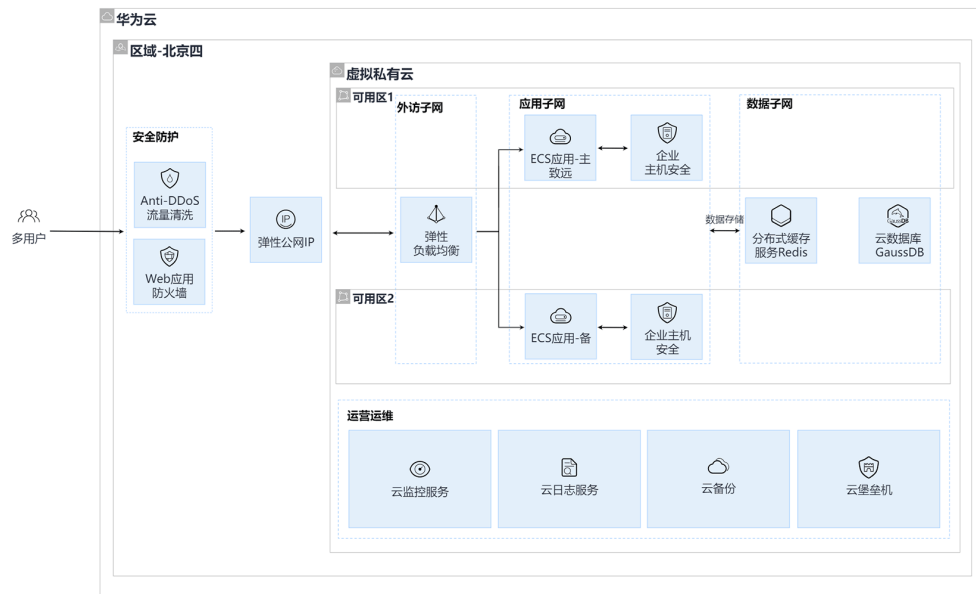 华为云
区域-北京四
虚拟私有云
可用区1
外访子网
应用子网
数据子网
安全防护
Anti-DDoS
流量清洗
Web应用
防火墙
多用户
IP
弹性公网IP
弹性
负载均衡
ECS应用-主
致远
企业
主机安全
数据存储
分布式缓存
服务Redis
GaussDB
云数据库
GaussDB
可用区2
ECS应用-备
企业主机
安全
运营运维
云监控服务
云日志服务
云备份
云堡垒机